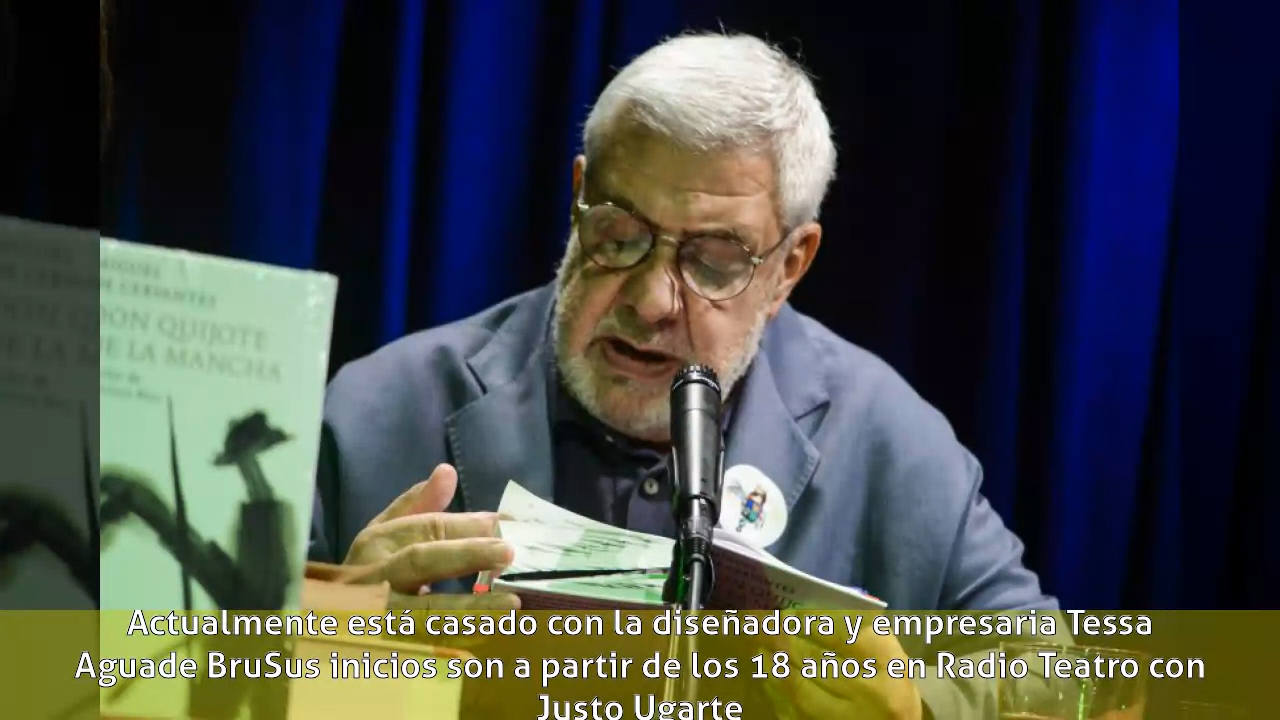 MIGUEL
DE CERVANTES
DON QUIJOTE
DE LA MANCHA
Actualmente está casado con la diseñadora y empresaria Tessa
Aguade BruSus inicios son a partir de los 18 años en Radio Teatro con
Justo Ugarte